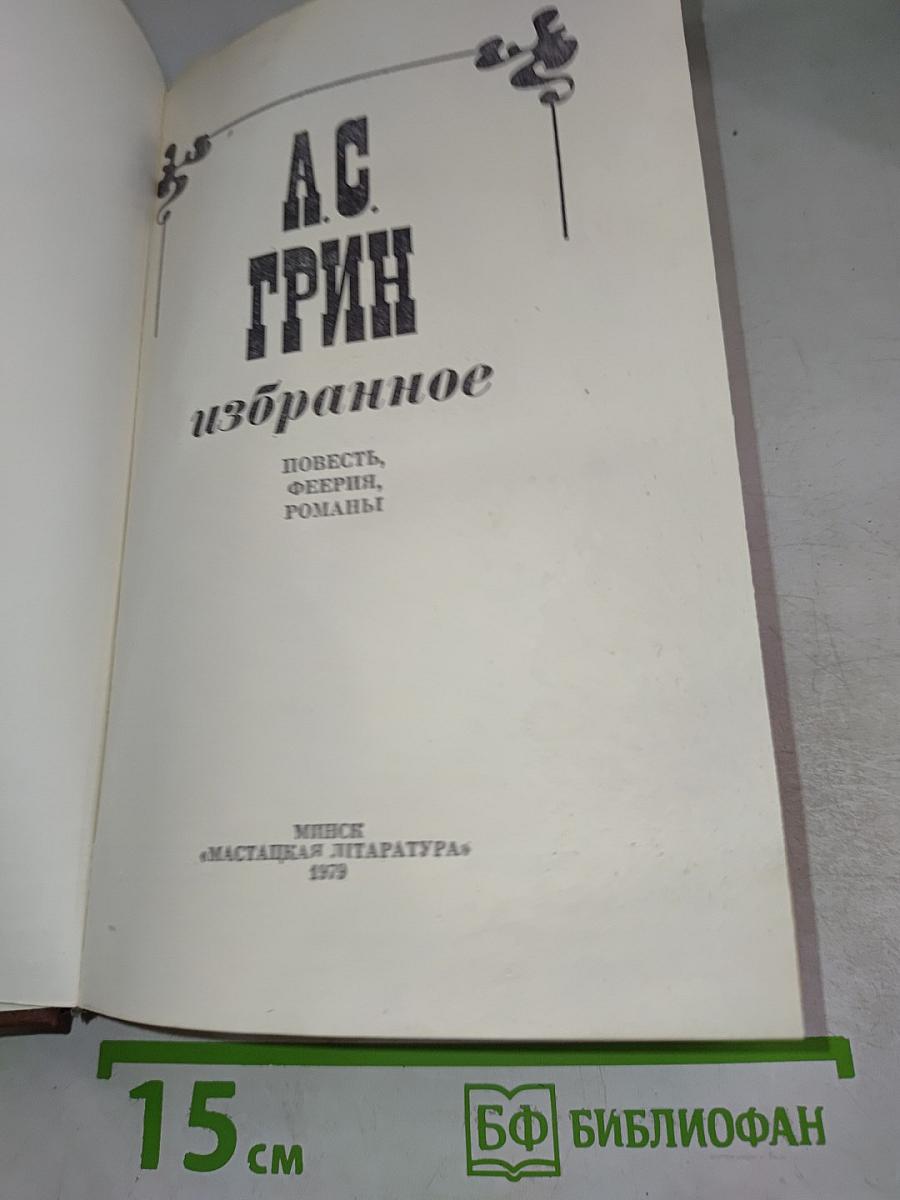 А.С.
ГРИН
избранное
ПОВЕСТЬ,
ФЕЕРИЯ,
РОМАНЫ
МИНСК
«МАСТАЦКАЯ ЛІТАРАТУРА»
1979
15 см
БФ БИБЛИОФАН